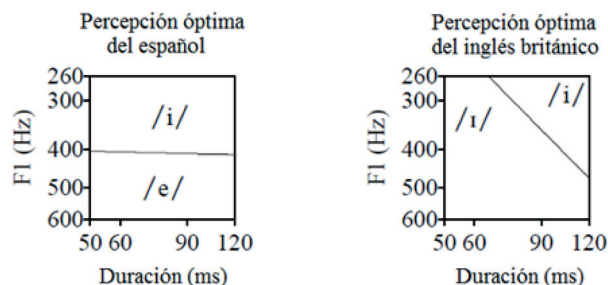 Percepción óptima
del español
260
300
400
500
600
F1 (Hz)
/i/
/e/
50 60 90 120
Duración (ms)
Percepción óptima
del inglés británico
260
300
400
500
600
F1 (Hz)
/i/
/ɪ/
50 60 90 120
Duración (ms)